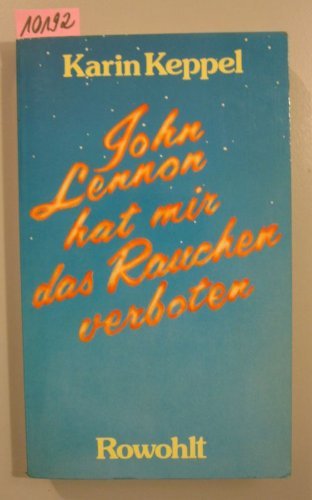 10192
Karin Keppel
John
Lennon
hat mir
das Rauchen
verboten
Rowohlt